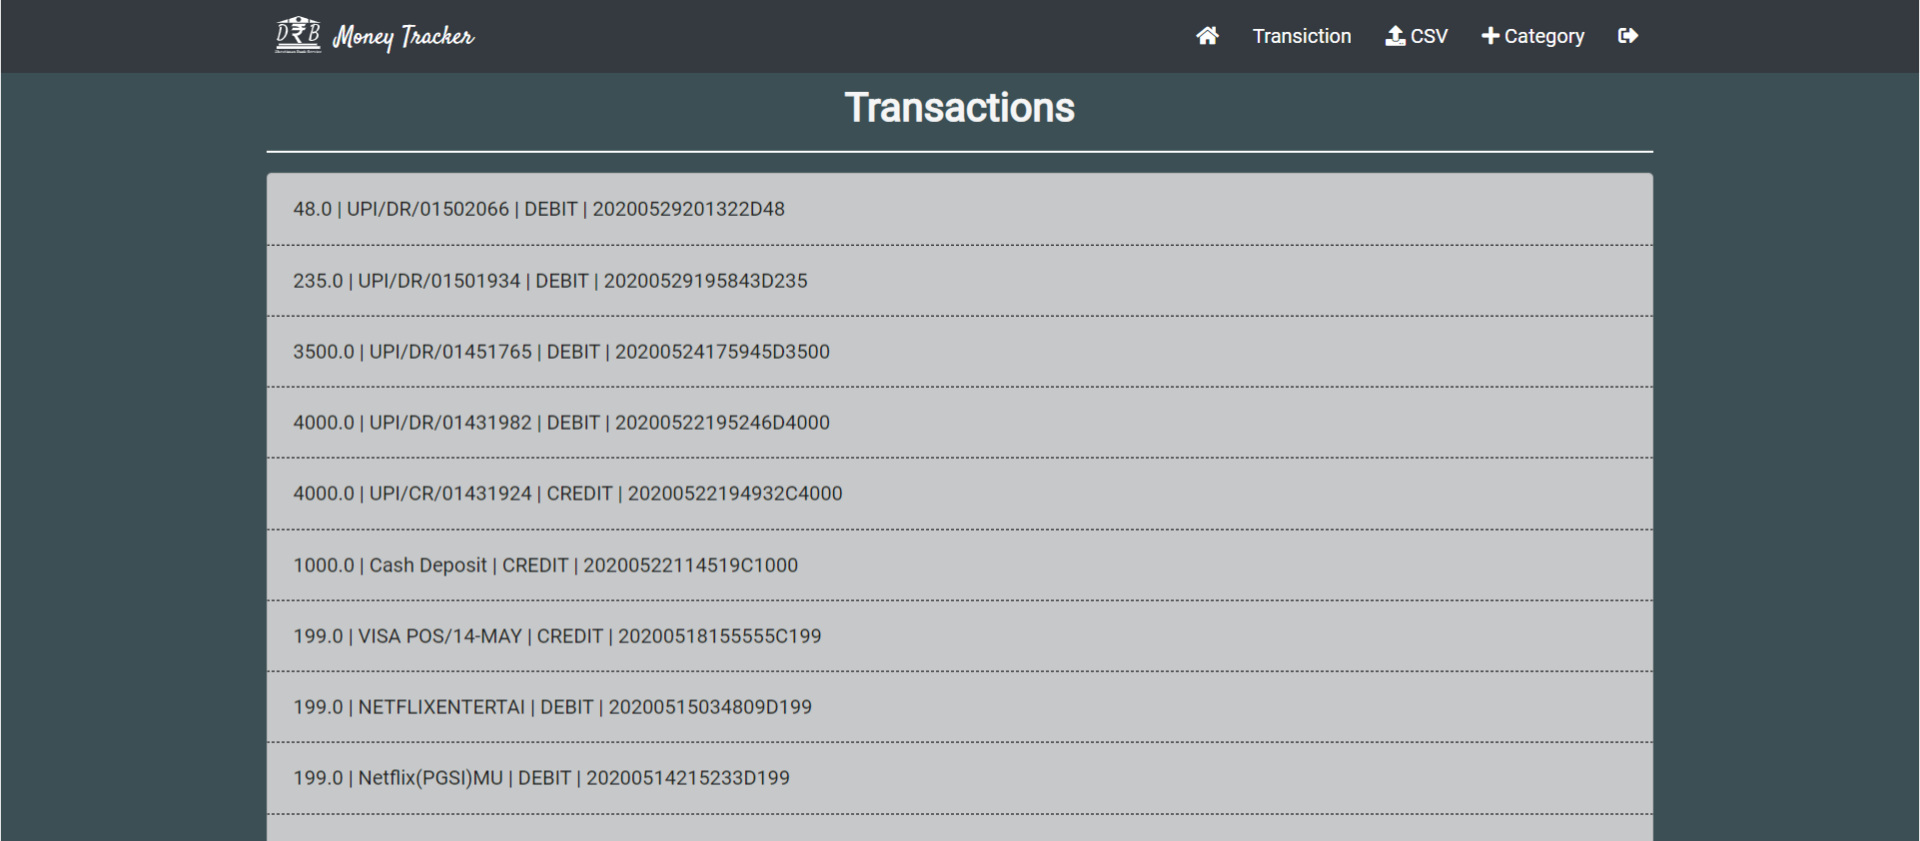 D₹B Money Tracker
Transiction CSV Category
Transactions
48.0 | UPI/DR/01502066 | DEBIT | 20200529201322D48
235.0 | UPI/DR/01501934 | DEBIT | 20200529195843D235
3500.0 | UPI/DR/01451765 | DEBIT | 20200524175945D3500
4000.0 | UPI/DR/01431982 | DEBIT | 20200522195246D4000
4000.0 | UPI/CR/01431924 | CREDIT | 20200522194932C4000
1000.0 | Cash Deposit | CREDIT | 20200522114519C1000
199.0 | VISA POS/14-MAY | CREDIT | 20200518155555C199
199.0 | NETFLIXENTERTAI | DEBIT | 20200515034809D199
199.0 | Netflix(PGSI)MU | DEBIT | 20200514215233D199